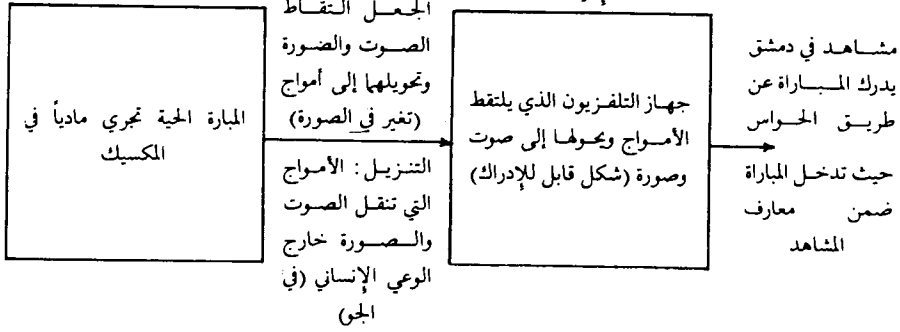 المبارة الحية تجري مادياً في
المكسيك
الجعل التقاط
الصوت والضورة
وتحويلهما إلى أمواج
(تغير في الصورة)
التنزيل: الأمواج
التي تنقل الصوت
والصورة خارج
الوعي الإنساني (في
الجو)
جهاز التلفزيون الذي يلتقط
الأمواج ويحولها إلى صوت
وصورة (شكل قابل للإدراك)
مشاهد في دمشق
يدرك المباراة عن
طريق الحواس
حيث تدخل المباراة
ضمن معارف
المشاهد